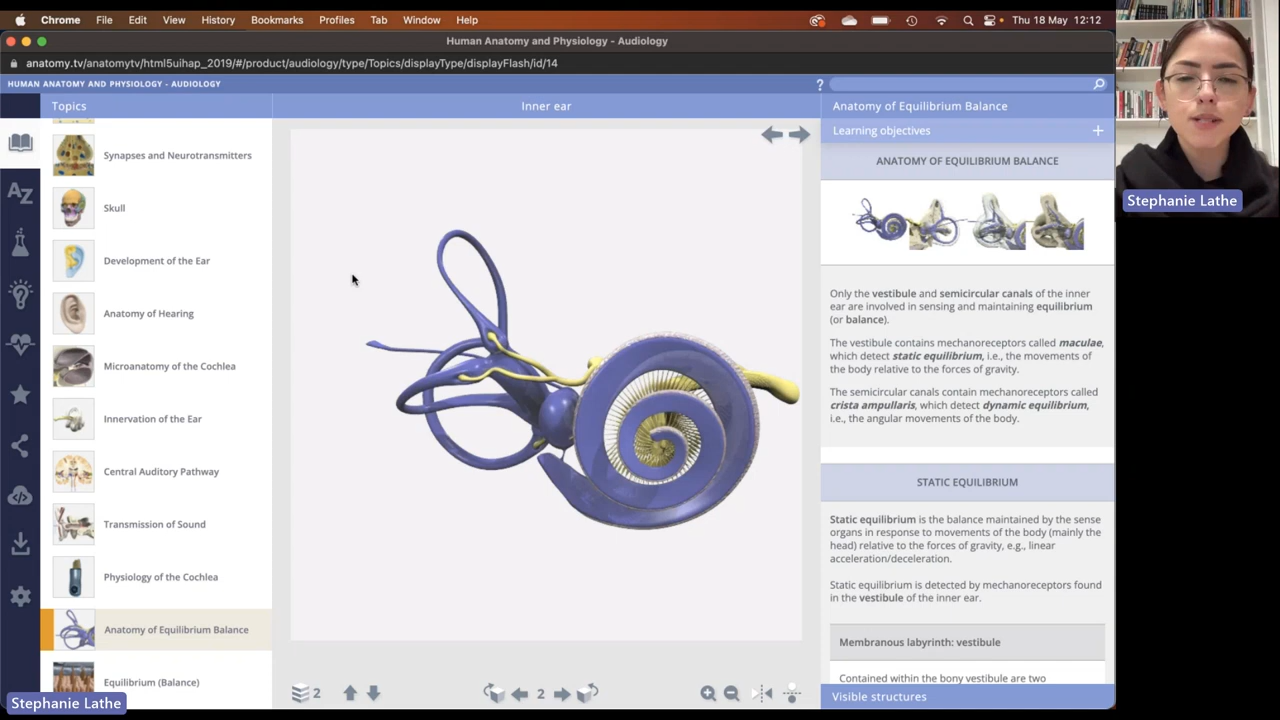 Chrome File Edit View History Bookmarks Profiles Tab Window Help Thu 18 May 12:12
Human Anatomy and Physiology - Audiology
anatomy.tv/anatomytv/html5uihap_2019/#/product/audiology/type/Topics/displayType/displayFlash/id/14
HUMAN ANATOMY AND PHYSIOLOGY - AUDIOLOGY
?
Topics
AZ
Synapses and Neurotransmitters
Skull
Development of the Ear
Anatomy of Hearing
Microanatomy of the Cochlea
Innervation of the Ear
Central Auditory Pathway
Transmission of Sound
Physiology of the Cochlea
Anatomy of Equilibrium Balance
Equilibrium (Balance)
Stephanie Lathe
Inner ear
2
2
Anatomy of Equilibrium Balance
Learning objectives +
ANATOMY OF EQUILIBRIUM BALANCE
Only the vestibule and semicircular canals of the inner
ear are involved in sensing and maintaining equilibrium
(or balance).
The vestibule contains mechanoreceptors called maculae,
which detect static equilibrium, i.e., the movements of
the body relative to the forces of gravity.
The semicircular canals contain mechanoreceptors called
crista ampullaris, which detect dynamic equilibrium,
i.e., the angular movements of the body.
STATIC EQUILIBRIUM
Static equilibrium is the balance maintained by the sense
organs in response to movements of the body (mainly the
head) relative to the forces of gravity, e.g., linear
acceleration/deceleration.
Static equilibrium is detected by mechanoreceptors found
in the vestibule of the inner ear.
Membranous labyrinth: vestibule
Contained within the bony vestibule are two
Visible structures
Stephanie Lathe